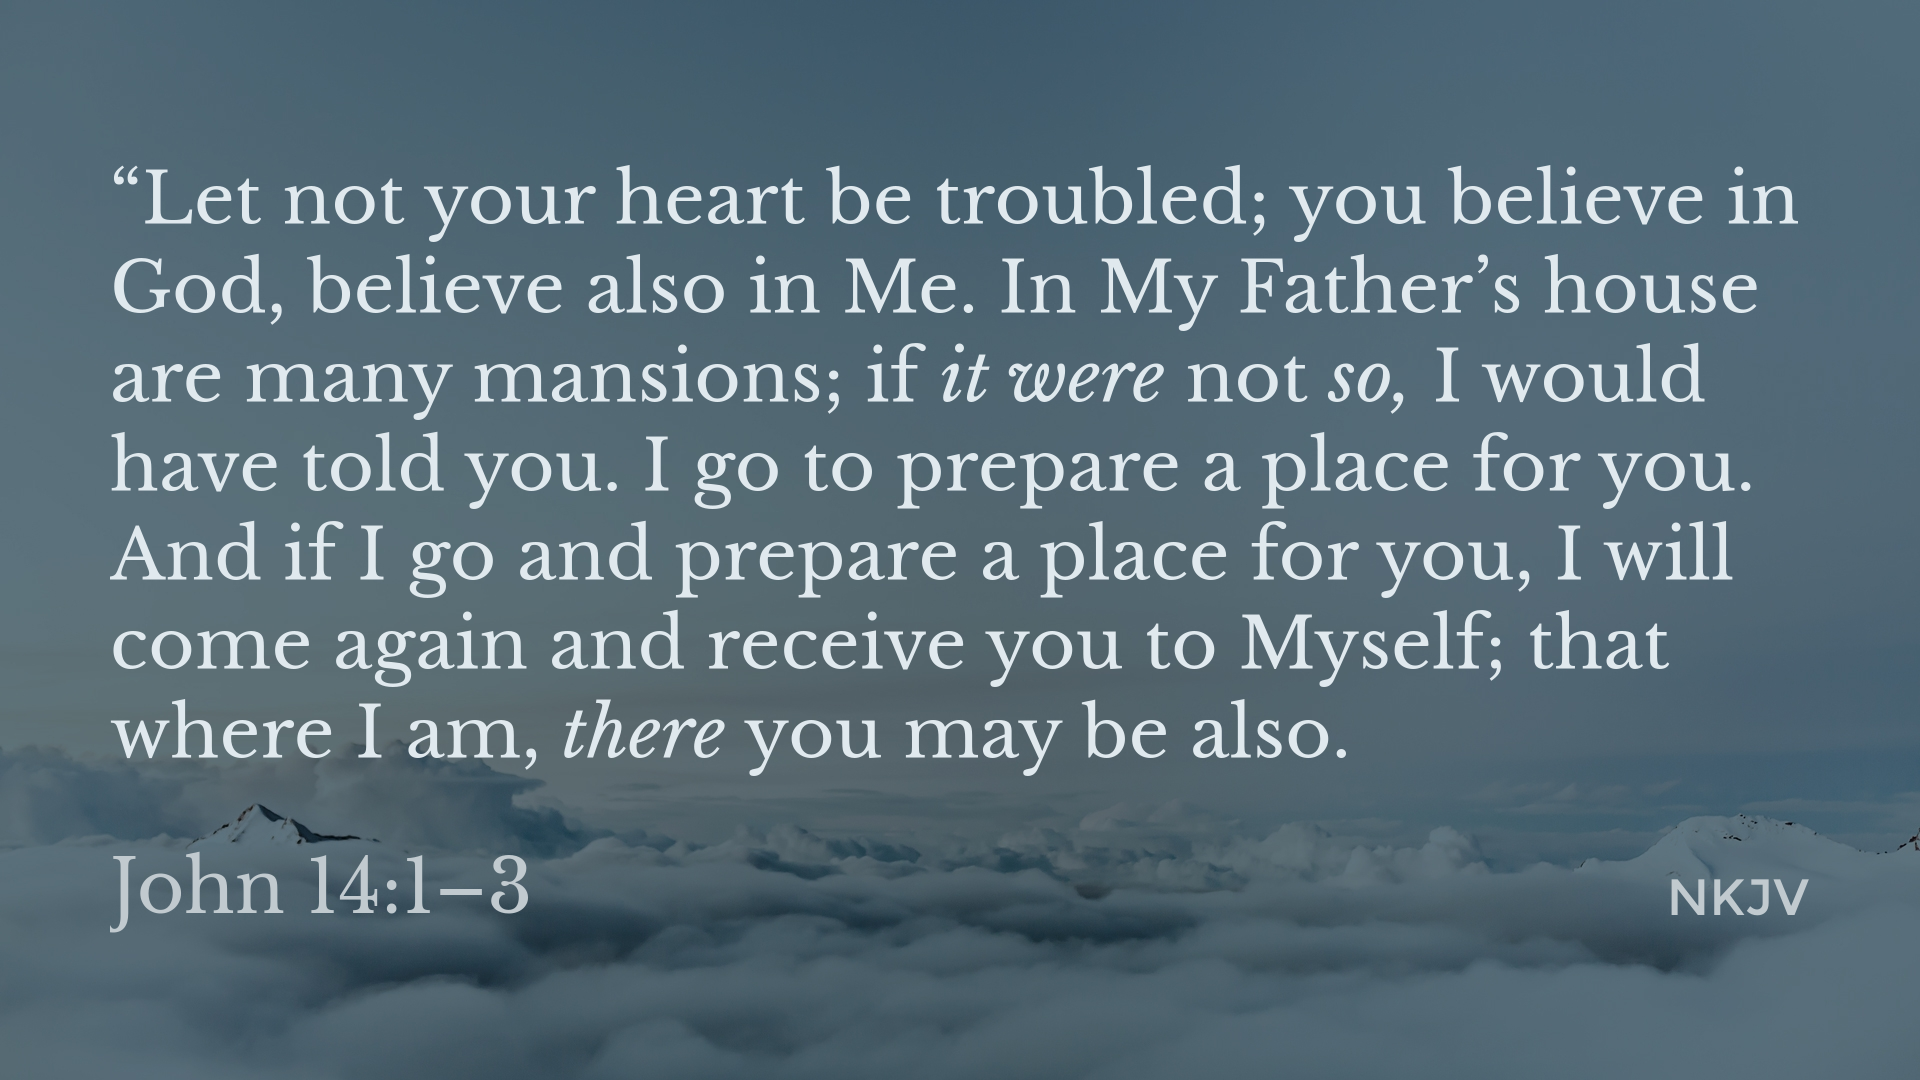 “Let not your heart be troubled; you believe in
God, believe also in Me. In My Father’s house
are many mansions; if it were not so, I would
have told you. I go to prepare a place for you.
And if I go and prepare a place for you, I will
come again and receive you to Myself; that
where I am, there you may be also.
John 14:1–3
NKJV